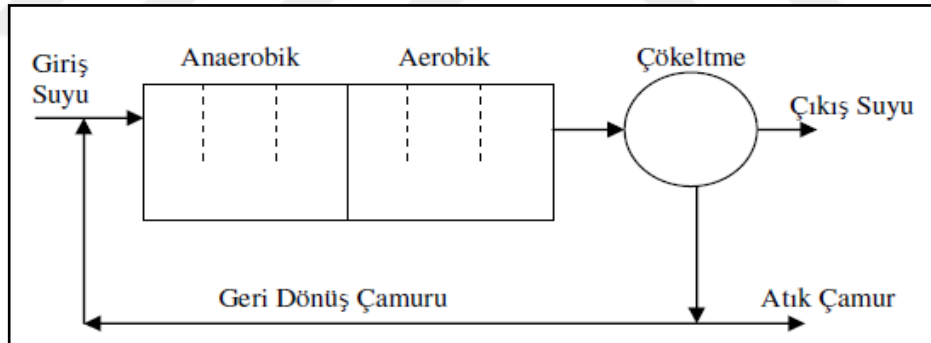 Giriş
Suyu
Anaerobik
Aerobik
Çökeltme
Çıkış Suyu
Geri Dönüş Çamuru
Atık Çamur